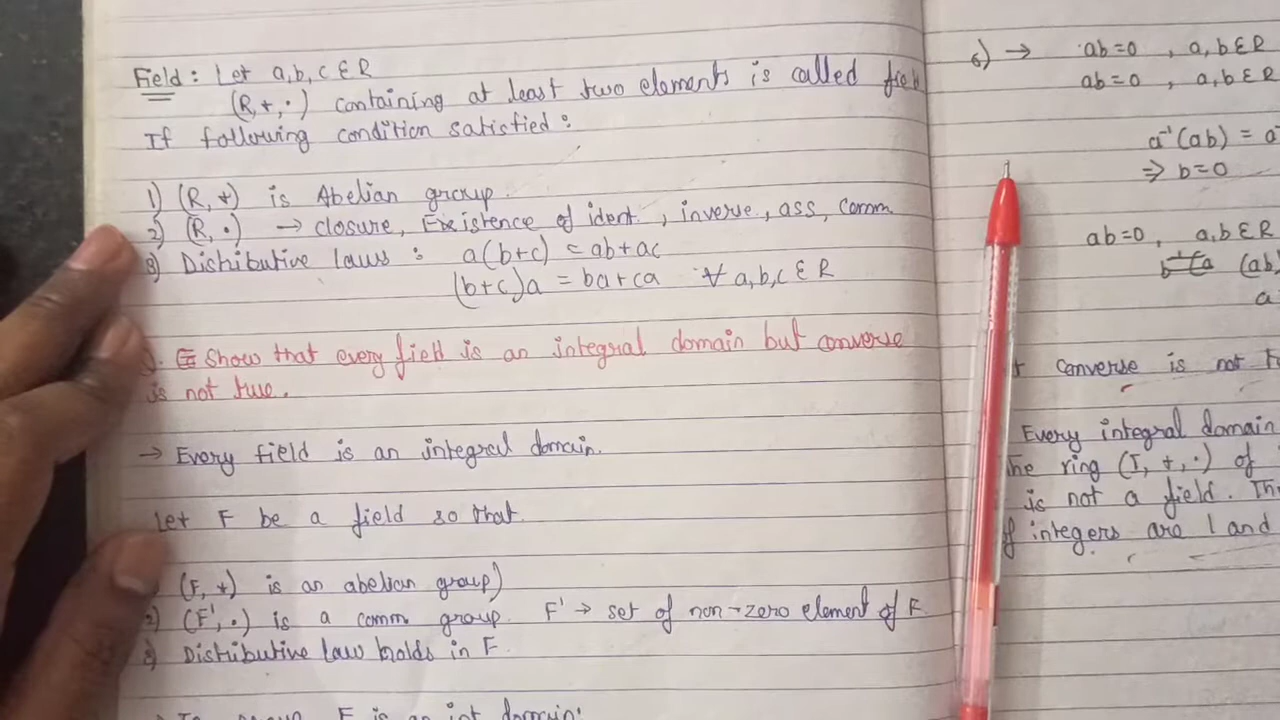 Field : Let a,b,c ε R
(R, +, ·) containing at least two elements is called field
If following condition satisfied :
1) (R, +) is Abelian group.
2) (R, ·) → closure, Existence of ident., inverse, ass, comm.
3) Distributive laws : a(b+c) = ab+ac
(b+c)a = ba+ca ∀ a,b,c ε R
Show that every field is an integral domain but converse
is not true.
→ Every field is an integral domain.
Let F be a field so that
(F, +) is an abelian group)
2) (F', ·) is a comm group. F' → set of non-zero element of F.
3) Distributive law holds in F.
F is an int domain:
6) → ab=0 , a,b ε R
ab=0 , a,b ε R
a⁻¹(ab) = a
⇒ b=0
ab=0, a,b ε R
(ab)
a
converse is not
Every integral domain
The ring (I, +, ·) of
is not a field.
of integers are 1 and